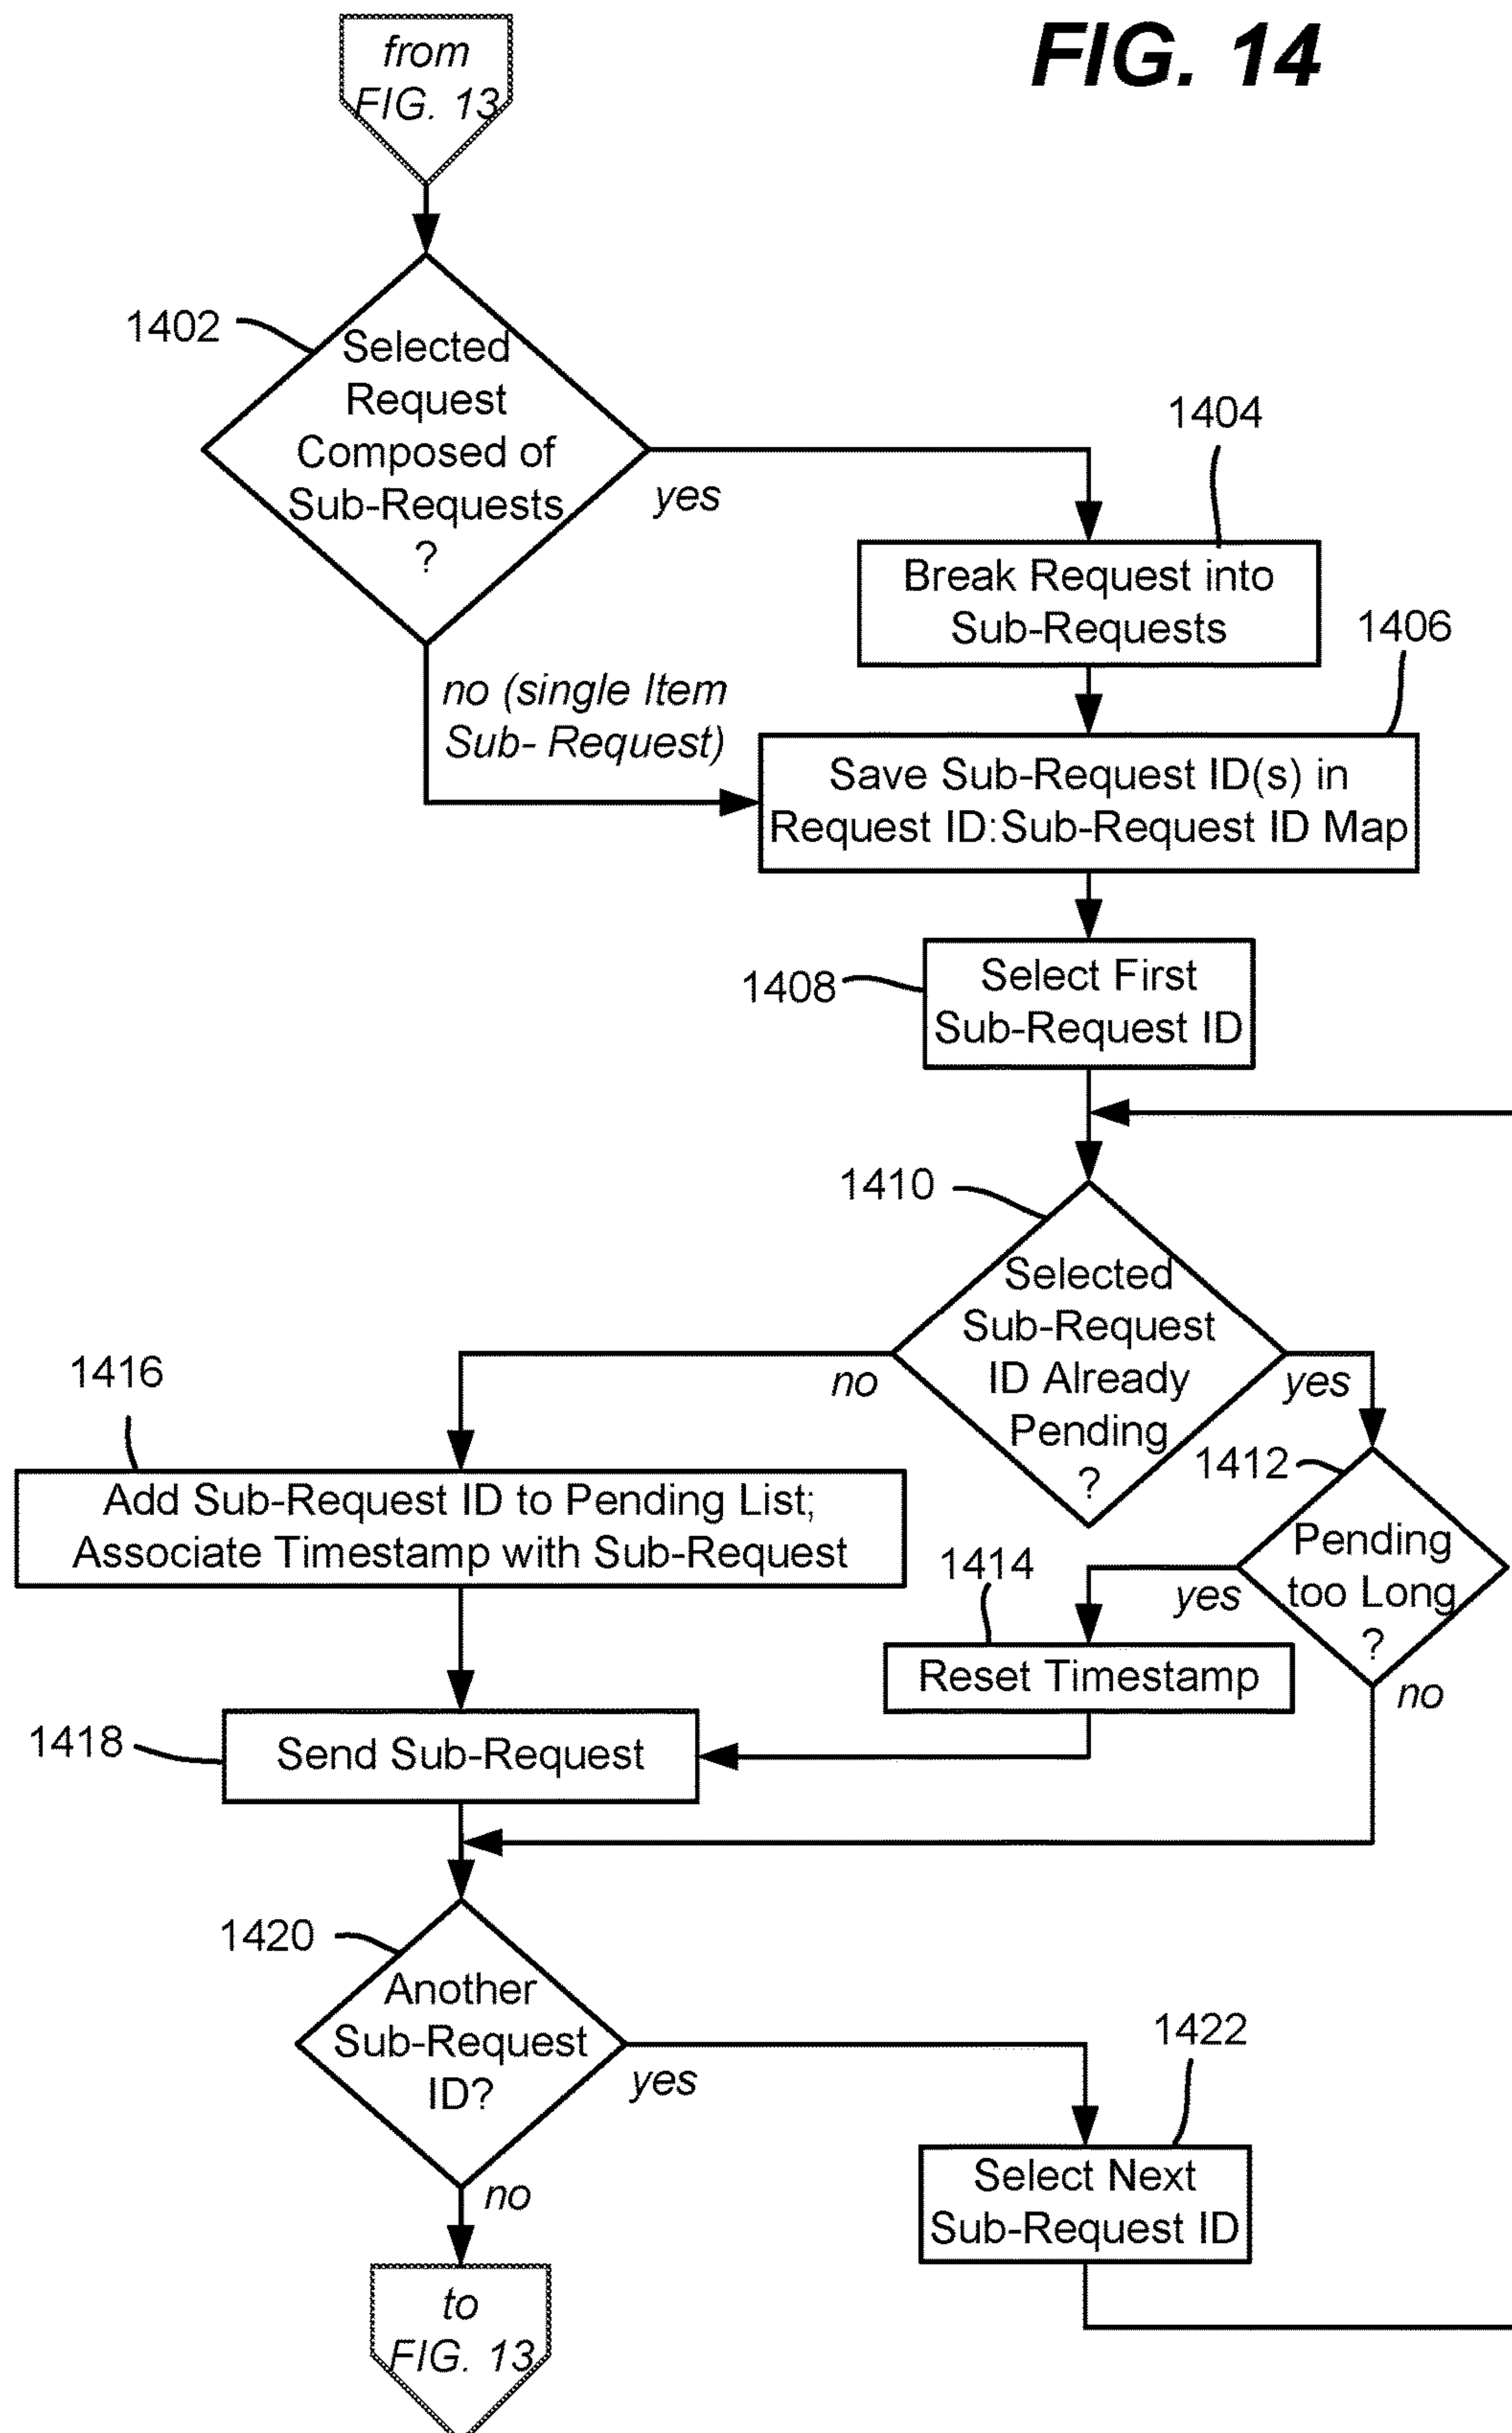 FIG. 14
from
FIG. 13
1402
Selected
Request
Composed of
Sub-Requests
?
yes
1404
Break Request into
Sub-Requests
no (single Item
Sub- Request)
1406
Save Sub-Request ID(s) in
Request ID:Sub-Request ID Map
1408
Select First
Sub-Request ID
1410
Selected
Sub-Request
ID Already
Pending
?
no
yes
1416
Add Sub-Request ID to Pending List;
Associate Timestamp with Sub-Request
1412
Pending
too Long
?
yes
no
1414
Reset Timestamp
1418
Send Sub-Request
1420
Another
Sub-Request
ID?
yes
no
1422
Select Next
Sub-Request ID
to
FIG. 13